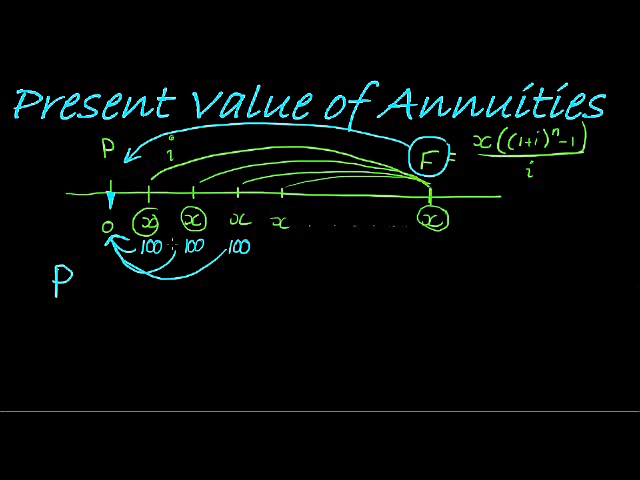 Present Value of Annuities
P i F = x((1+i)^n -1)
i
0 x x x x . . . . . . . x
100 100 100
P